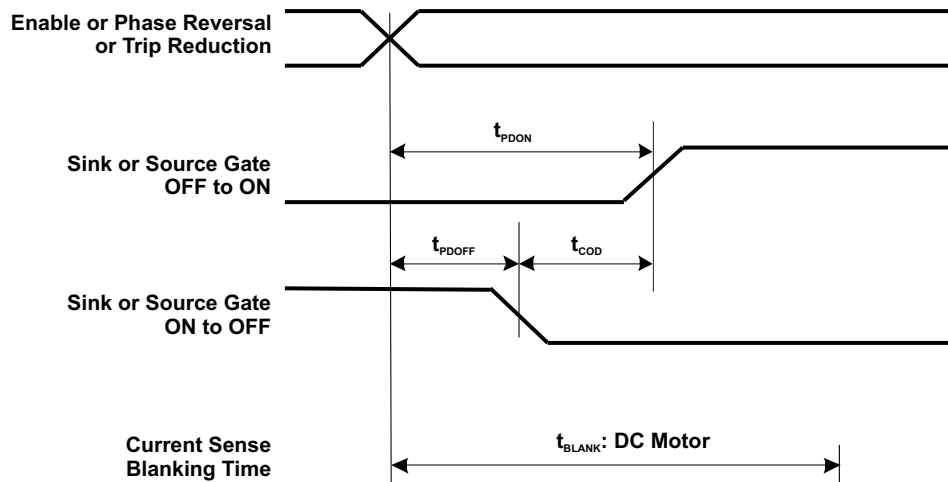 Enable or Phase Reversal
or Trip Reduction
tPDON
Sink or Source Gate
OFF to ON
tPDOFF
tCOD
Sink or Source Gate
ON to OFF
Current Sense
Blanking Time
tBLANK: DC Motor